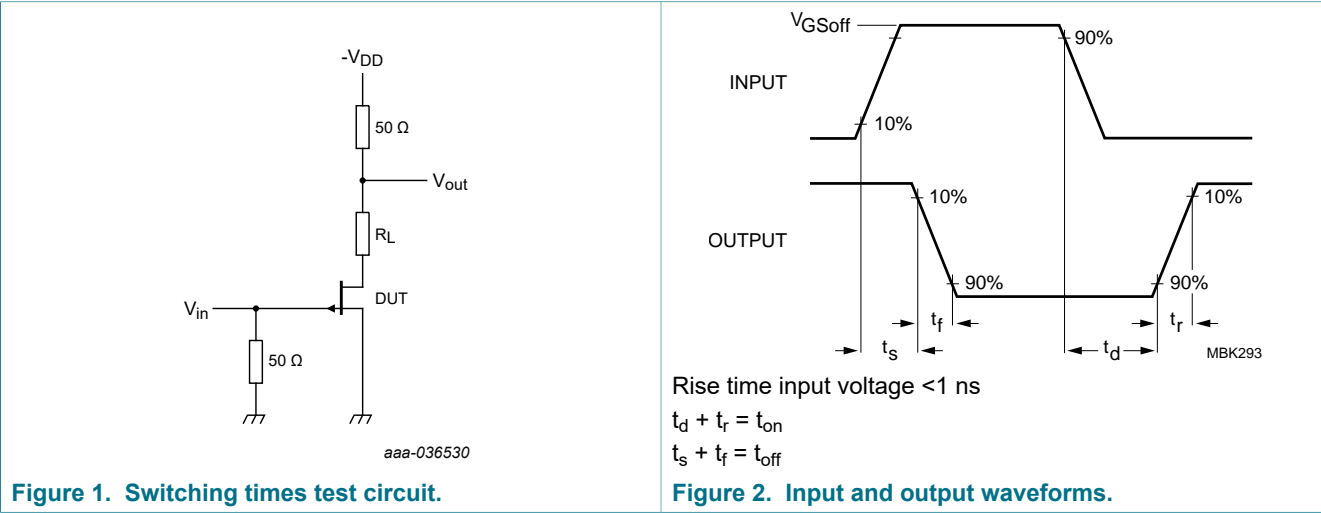 -VDD
50 Ω
Vout
RL
Vin
DUT
50 Ω
aaa-036530
Figure 1. Switching times test circuit.
VGSoff
90%
INPUT
10%
10%
10%
OUTPUT
90%
90%
tf
tr
ts
td
MBK293
Rise time input voltage <1 ns
td + tr = ton
ts + tf = toff
Figure 2. Input and output waveforms.